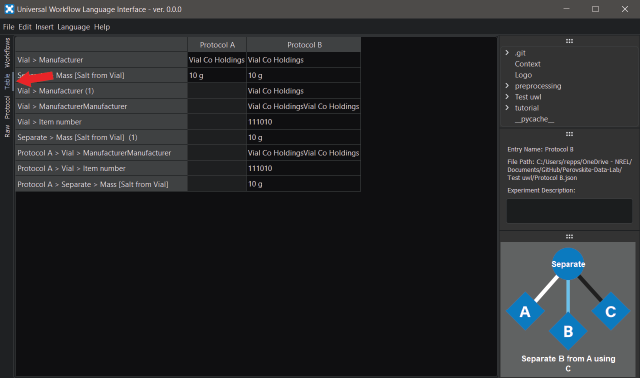 Universal Workflow Language Interface - ver. 0.0.0
File Edit Insert Language Help
Workflows
Table
Protocol
Raw
Protocol A Protocol B
Vial > Manufacturer Vial Co Holdings Vial Co Holdings
Mass [Salt from Vial] 10 g 10 g
Vial > Manufacturer (1) Vial Co Holdings
Vial > ManufacturerManufacturer Vial Co HoldingsVial Co Holdings
Vial > Item number 111010
Separate > Mass [Salt from Vial] (1) 10 g
Protocol A > Vial > ManufacturerManufacturer Vial Co HoldingsVial Co Holdings
Protocol A > Vial > Item number 111010
Protocol A > Separate > Mass [Salt from Vial] 10 g
.git
Context
Logo
preprocessing
Test uwl
tutorial
__pycache__
Entry Name: Protocol B
File Path: C:/Users/repps/OneDrive - NREL/
Documents/GitHub/Perovskite-Data-Lab/
Test uwl/Protocol B.json
Experiment Description:
Separate
A
B
C
Separate B from A using
C